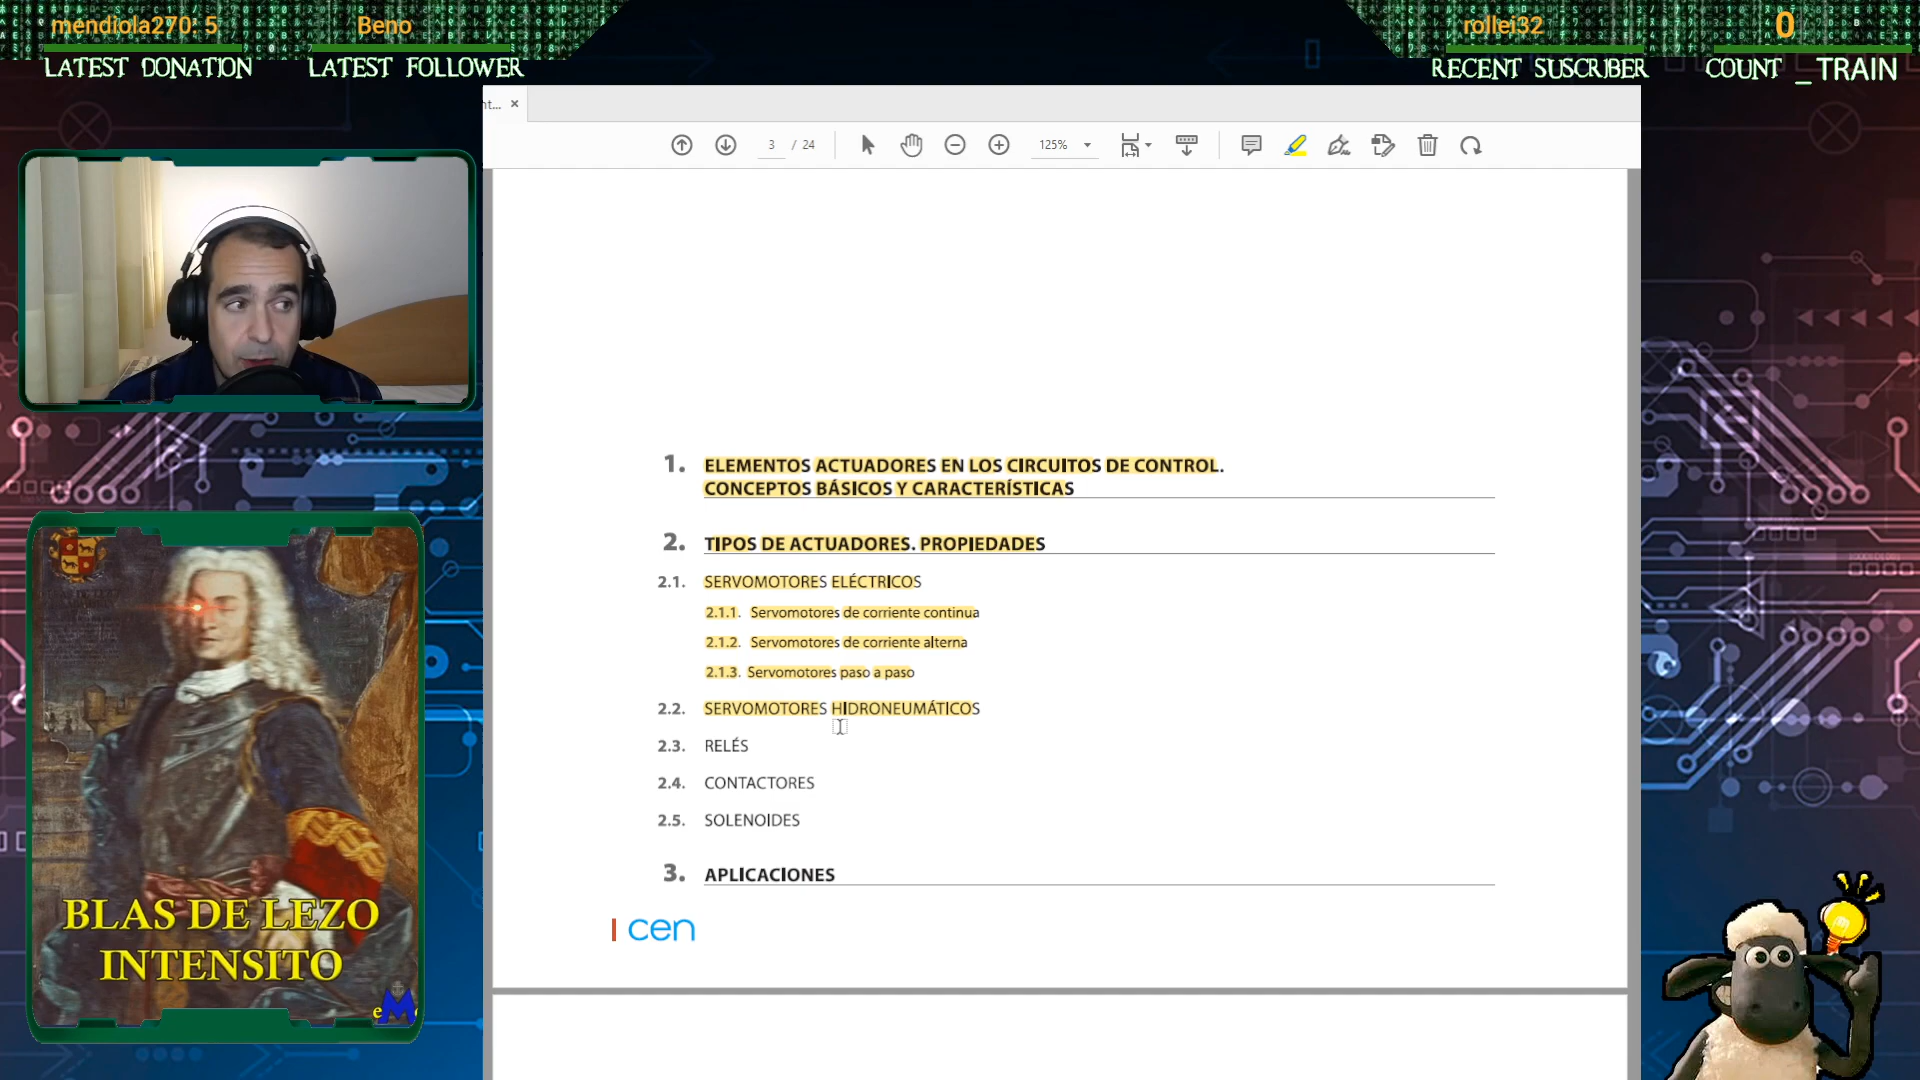 mendiola270: 5
Beno
rollei32
0
LATEST DONATION
LATEST FOLLOWER
RECENT SUSCRIBER
COUNT _TRAIN
nt... ×
3 / 24
125%
1. ELEMENTOS ACTUADORES EN LOS CIRCUITOS DE CONTROL.
CONCEPTOS BÁSICOS Y CARACTERÍSTICAS
2. TIPOS DE ACTUADORES. PROPIEDADES
2.1. SERVOMOTORES ELÉCTRICOS
2.1.1. Servomotores de corriente continua
2.1.2. Servomotores de corriente alterna
2.1.3. Servomotores paso a paso
2.2. SERVOMOTORES HIDRONEUMÁTICOS
2.3. RELÉS
2.4. CONTACTORES
2.5. SOLENOIDES
3. APLICACIONES
cen
BLAS DE LEZO
INTENSITO